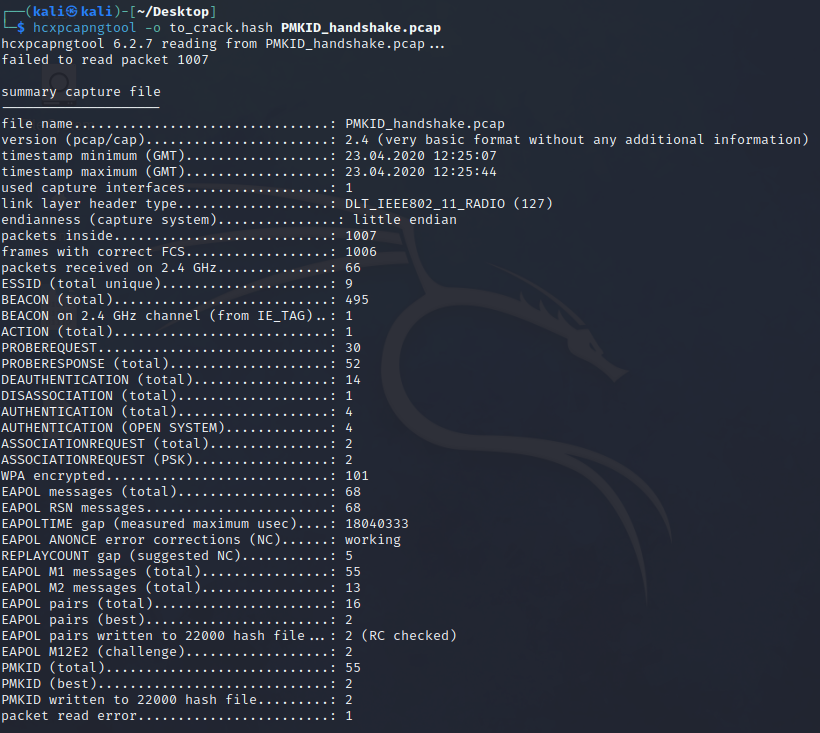 ┌──(kali㉿kali)-[~/Desktop]
└─$ hcxpcapngtool -o to_crack.hash PMKID_handshake.pcap
hcxpcapngtool 6.2.7 reading from PMKID_handshake.pcap...
failed to read packet 1007
summary capture file
--------------------
file name................................: PMKID_handshake.pcap
version (pcap/cap).......................: 2.4 (very basic format without any additional information)
timestamp minimum (GMT)..................: 23.04.2020 12:25:07
timestamp maximum (GMT)..................: 23.04.2020 12:25:44
used capture interfaces..................: 1
link layer header type...................: DLT_IEEE802_11_RADIO (127)
endianness (capture system)...............: little endian
packets inside...........................: 1007
frames with correct FCS..................: 1006
packets received on 2.4 GHz..............: 66
ESSID (total unique).....................: 9
BEACON (total)...........................: 495
BEACON on 2.4 GHz channel (from IE_TAG)..: 1
ACTION (total)...........................: 1
PROBEREQUEST.............................: 30
PROBERESPONSE (total)....................: 52
DEAUTHENTICATION (total).................: 14
DISASSOCIATION (total)...................: 1
AUTHENTICATION (total)...................: 4
AUTHENTICATION (OPEN SYSTEM).............: 4
ASSOCIATIONREQUEST (total)...............: 2
ASSOCIATIONREQUEST (PSK).................: 2
WPA encrypted............................: 101
EAPOL messages (total)...................: 68
EAPOL RSN messages.......................: 68
EAPOLTIME gap (measured maximum usec)....: 18040333
EAPOL ANONCE error corrections (NC)......: working
REPLAYCOUNT gap (suggested NC)...........: 5
EAPOL M1 messages (total)................: 55
EAPOL M2 messages (total)................: 13
EAPOL pairs (total)......................: 16
EAPOL pairs (best).......................: 2
EAPOL pairs written to 22000 hash file...: 2 (RC checked)
EAPOL M12E2 (challenge)..................: 2
PMKID (total)............................: 55
PMKID (best).............................: 2
PMKID written to 22000 hash file.........: 2
packet read error........................: 1